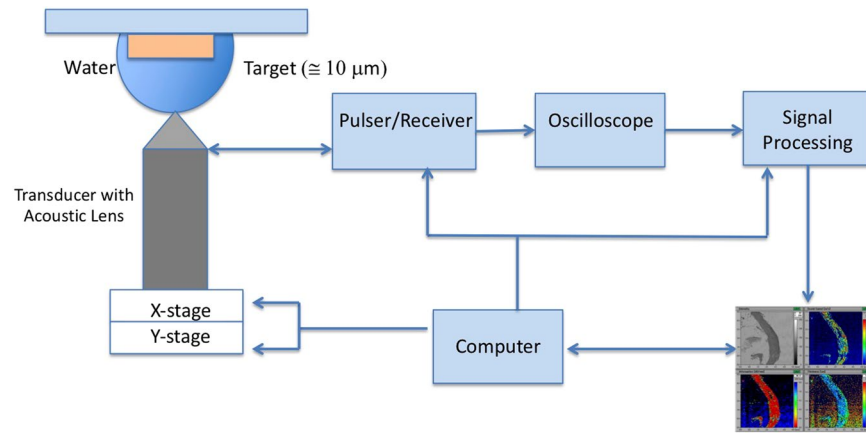 Water
Target (≅ 10 μm)
Pulser/Receiver
Oscilloscope
Signal
Processing
Transducer with
Acoustic Lens
X-stage
Y-stage
Computer